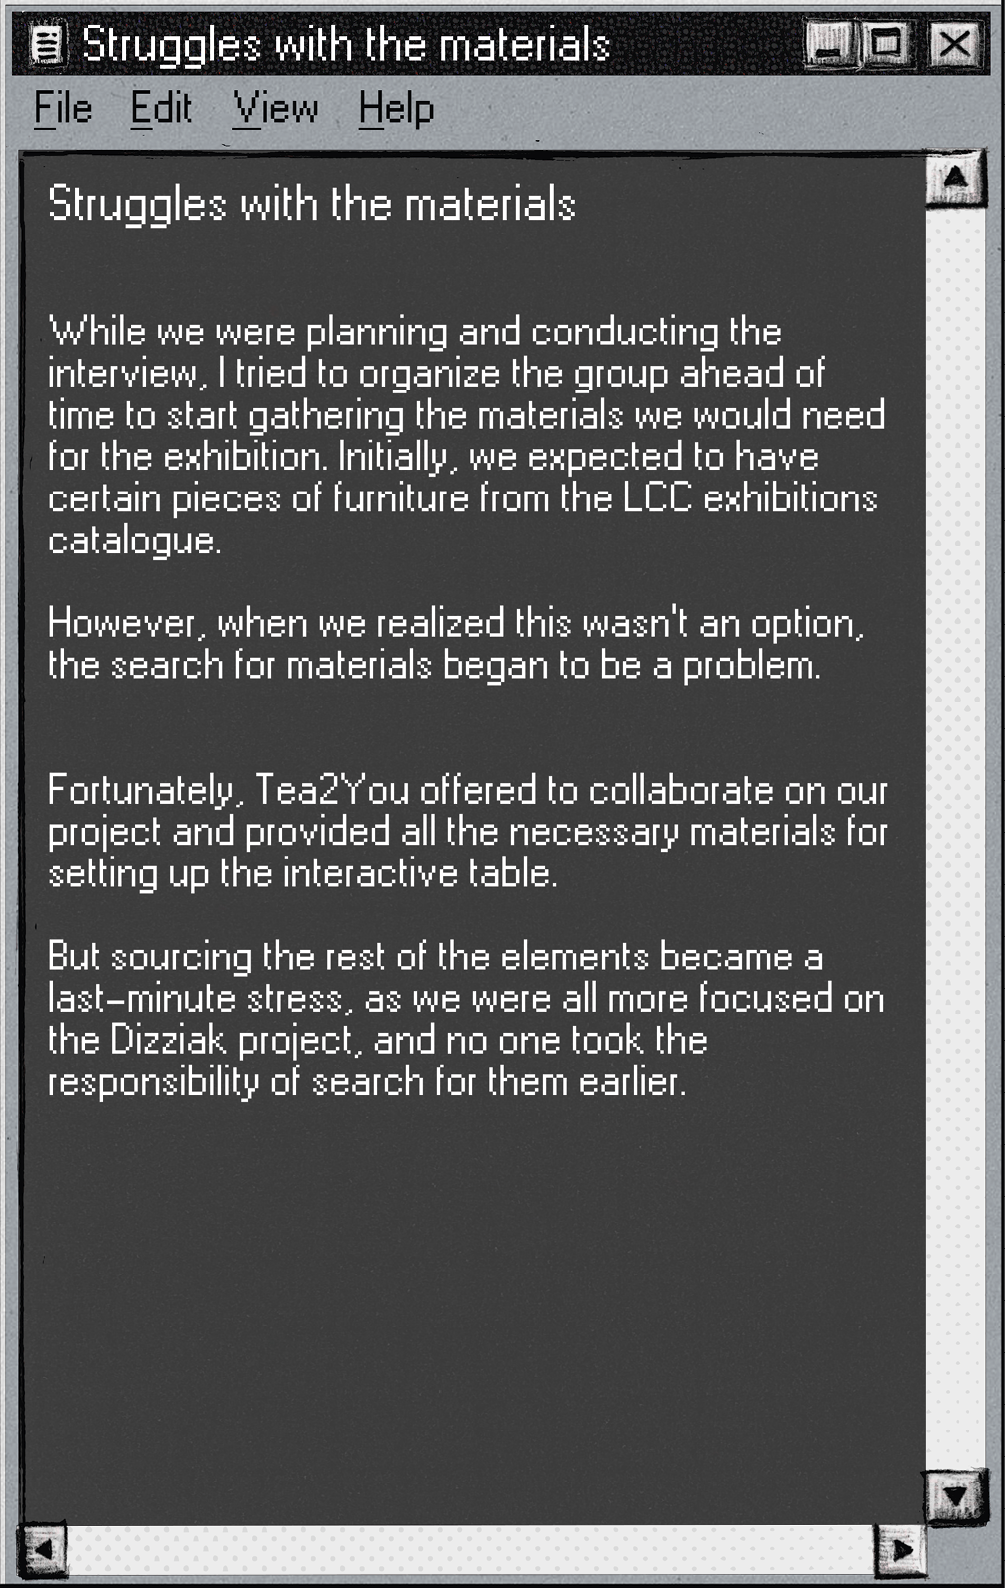 Struggles with the materials
File Edit View Help
Struggles with the materials
While we were planning and conducting the
interview, I tried to organize the group ahead of
time to start gathering the materials we would need
for the exhibition. Initially, we expected to have
certain pieces of furniture from the LCC exhibitions
catalogue.
However, when we realized this wasn't an option,
the search for materials began to be a problem.
Fortunately, Tea2You offered to collaborate on our
project and provided all the necessary materials for
setting up the interactive table.
But sourcing the rest of the elements became a
last-minute stress, as we were all more focused on
the Dizziak project, and no one took the
responsibility of search for them earlier.